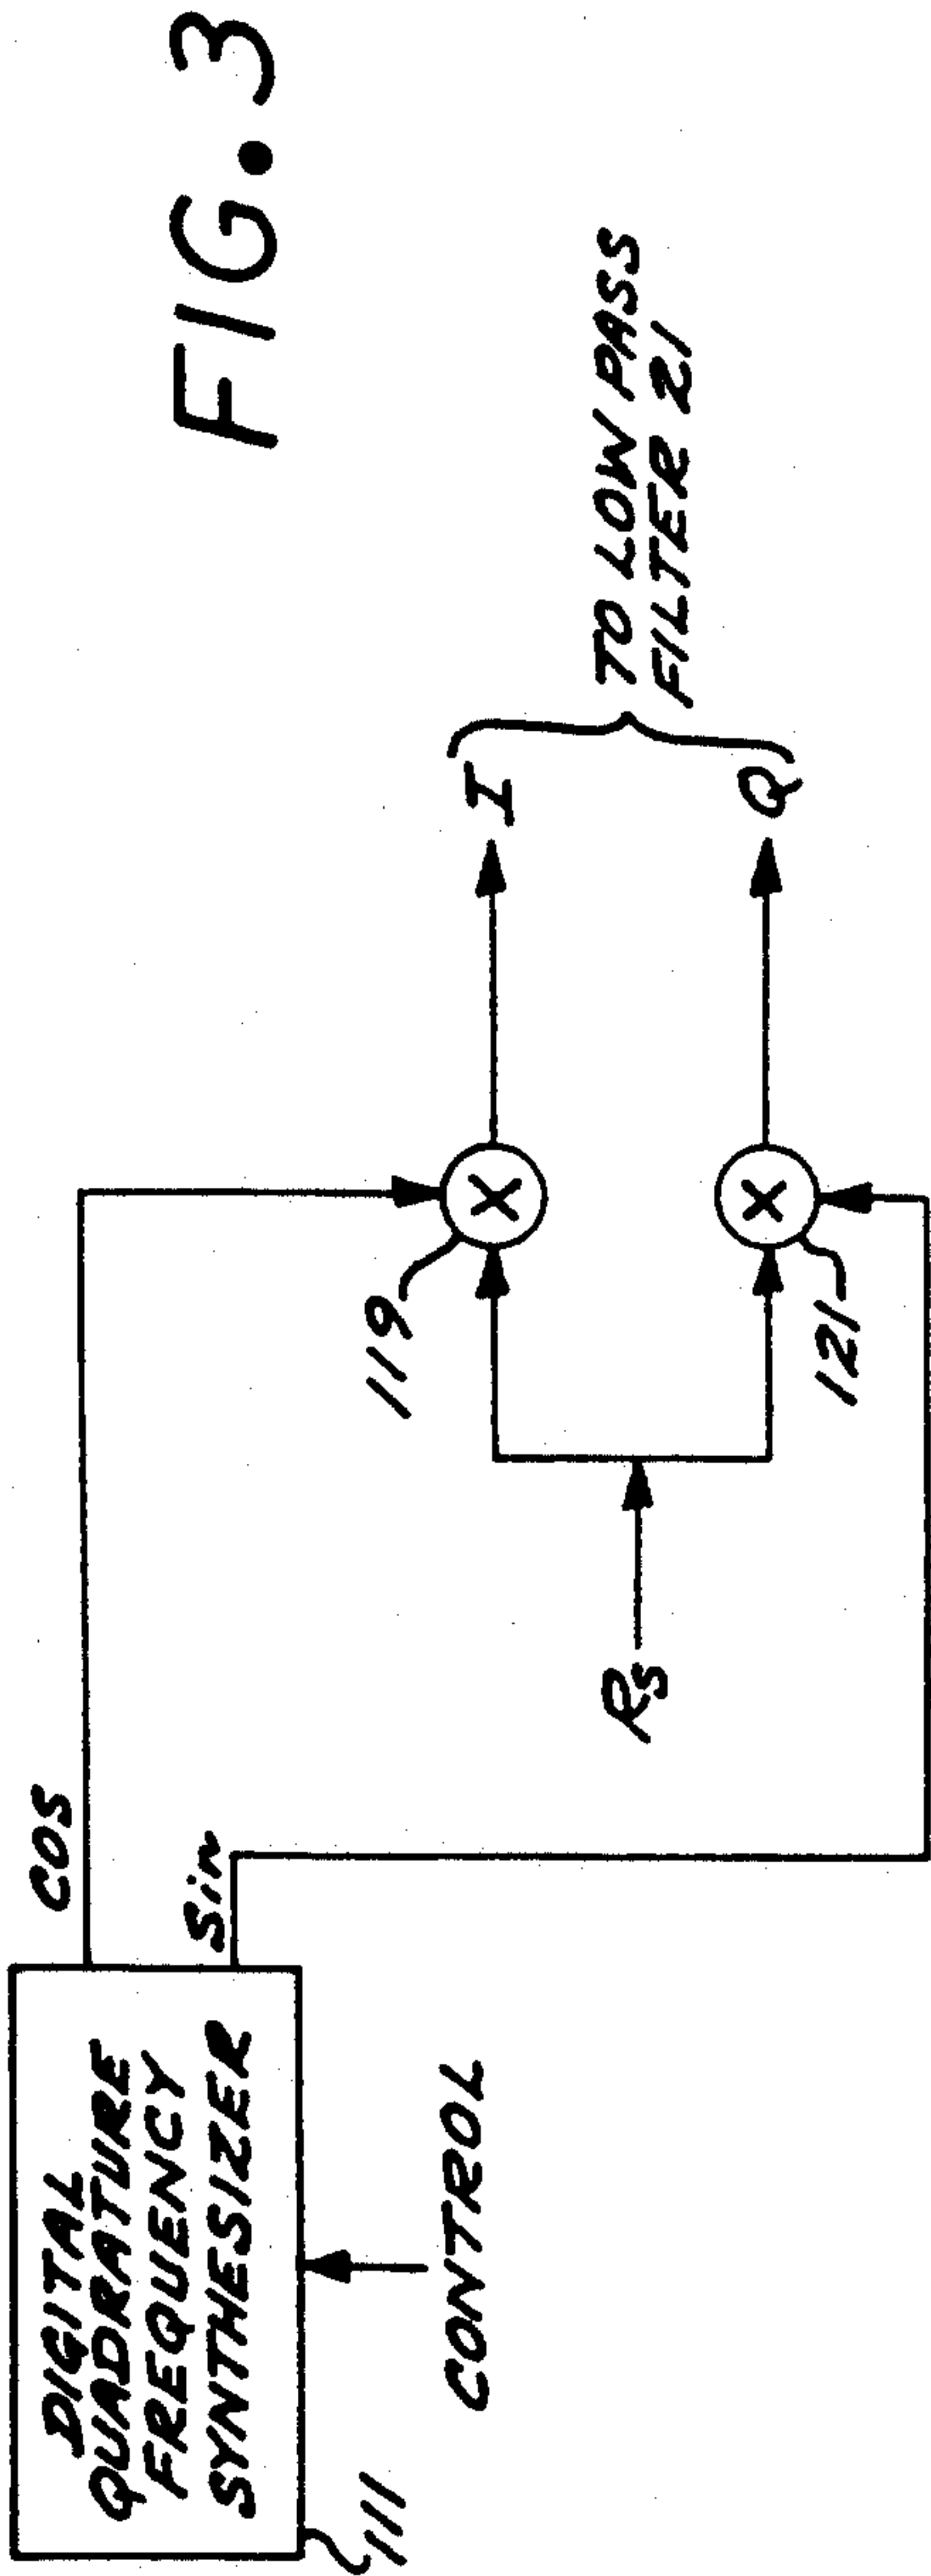 FIG. 3
DIGITAL
QUADRATURE
FREQUENCY
SYNTHESIZER
111
COS
Sin
CONTROL
119
X
I
RS
121
X
Q
TO LOW PASS
FILTER 21